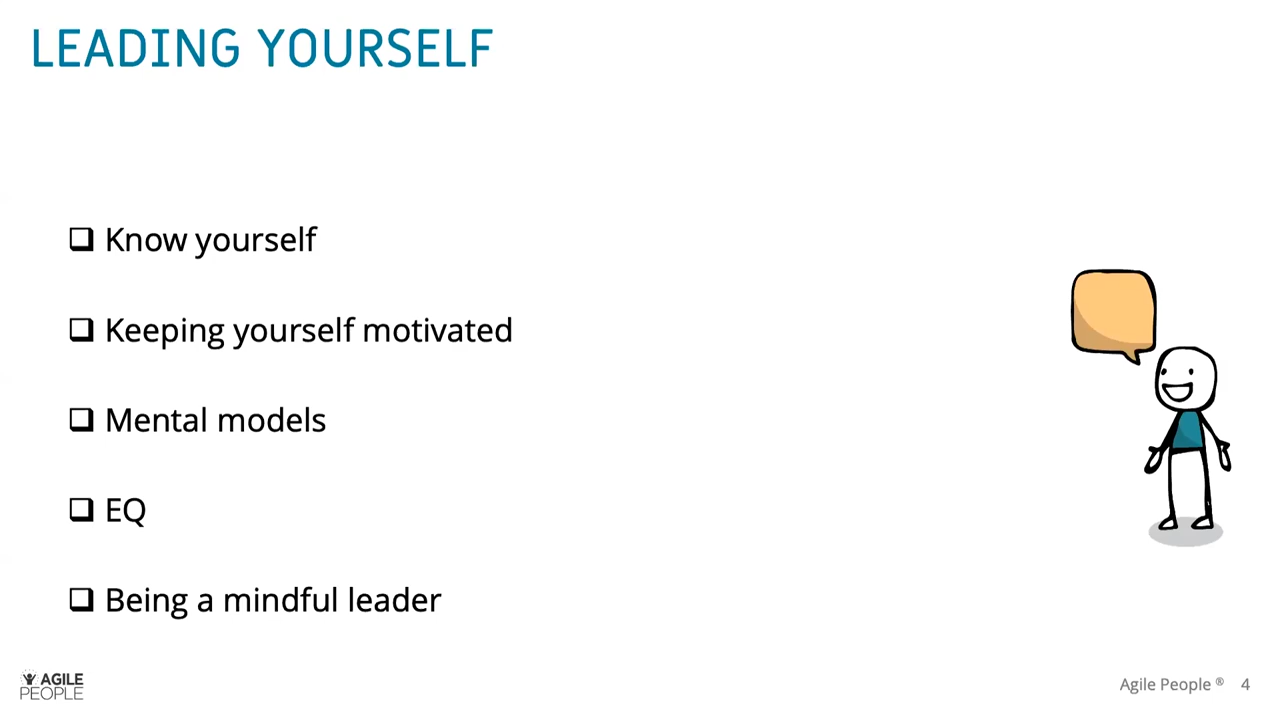 LEADING YOURSELF
Know yourself
Keeping yourself motivated
Mental models
EQ
Being a mindful leader
AGILE
PEOPLE
Agile People ® 4